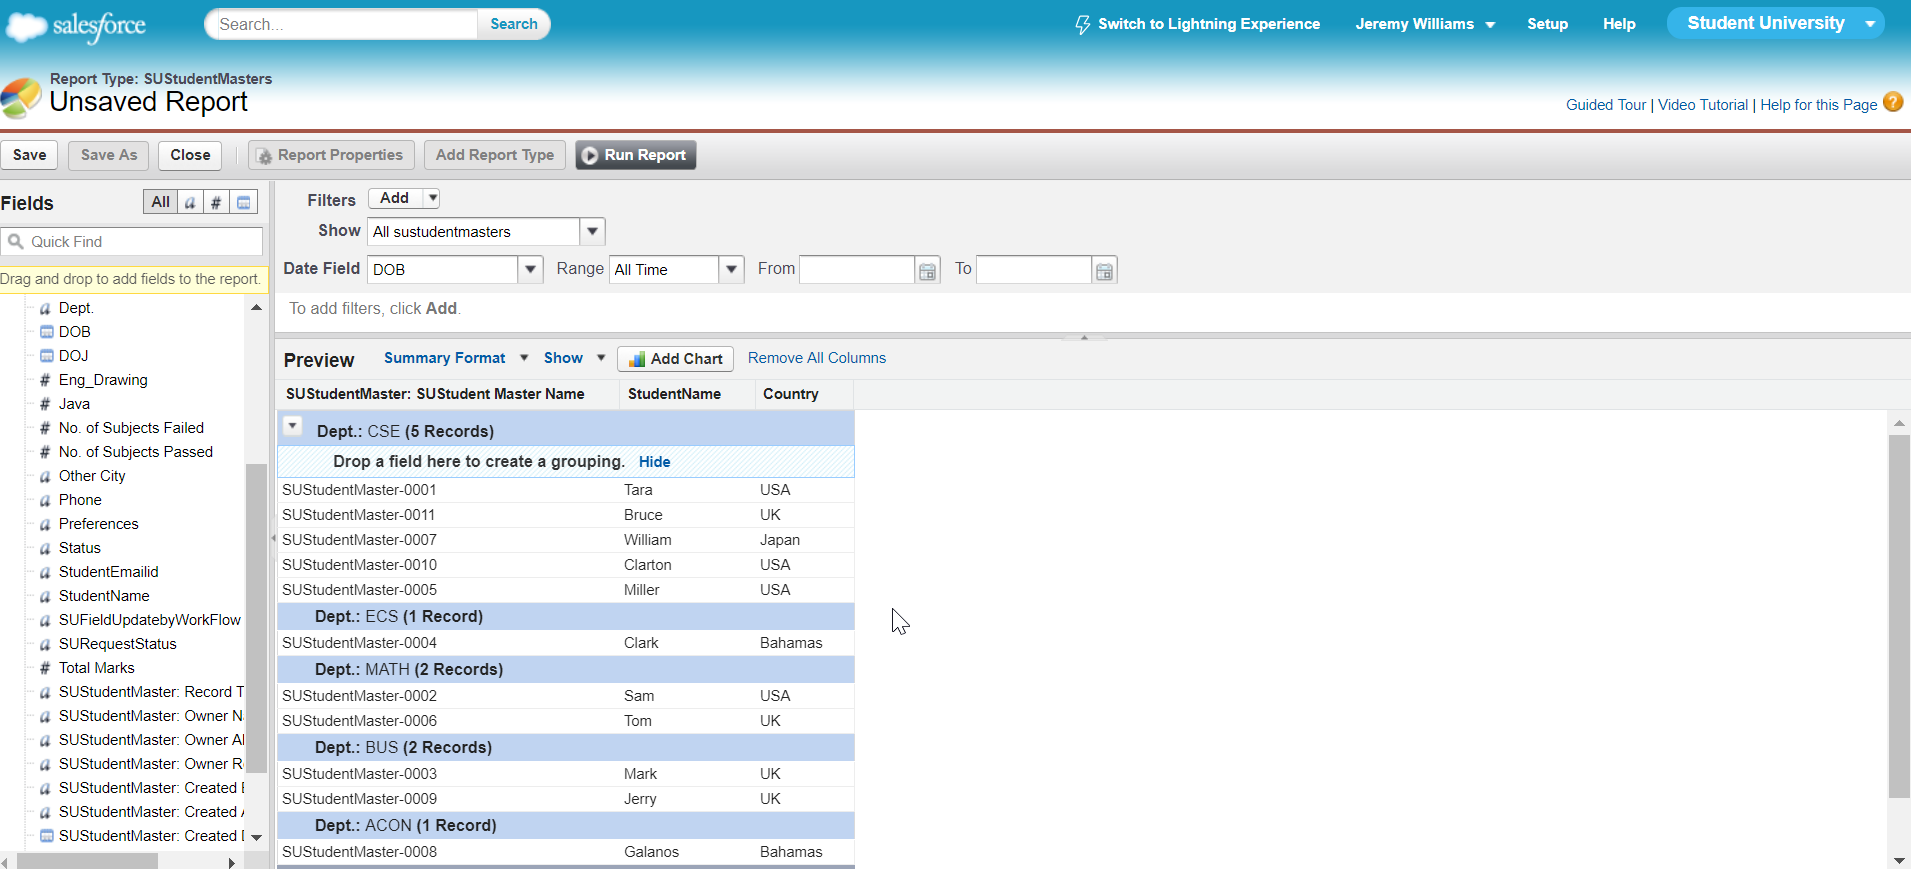 salesforce
Search...
Search
Switch to Lightning Experience
Jeremy Williams
Setup
Help
Student University
Report Type: SUStudentMasters
Unsaved Report
Guided Tour | Video Tutorial | Help for this Page ?
Save
Save As
Close
Report Properties
Add Report Type
Run Report
Fields
All a #
Quick Find
Drag and drop to add fields to the report.
a Dept.
DOB
DOJ
# Eng_Drawing
# Java
# No. of Subjects Failed
# No. of Subjects Passed
a Other City
a Phone
a Preferences
a Status
a StudentEmailid
a StudentName
a SUFieldUpdatebyWorkFlow
a SURequestStatus
# Total Marks
a SUStudentMaster: Record T
a SUStudentMaster: Owner N
a SUStudentMaster: Owner Al
a SUStudentMaster: Owner R
a SUStudentMaster: Created
a SUStudentMaster: Created
SUStudentMaster: Created
Filters Add
Show All sustudentmasters
Date Field DOB Range All Time From To
To add filters, click Add.
Preview Summary Format Show Add Chart Remove All Columns
SUStudentMaster: SUStudent Master Name StudentName Country
Dept.: CSE (5 Records)
Drop a field here to create a grouping. Hide
SUStudentMaster-0001 Tara USA
SUStudentMaster-0011 Bruce UK
SUStudentMaster-0007 William Japan
SUStudentMaster-0010 Clarton USA
SUStudentMaster-0005 Miller USA
Dept.: ECS (1 Record)
SUStudentMaster-0004 Clark Bahamas
Dept.: MATH (2 Records)
SUStudentMaster-0002 Sam USA
SUStudentMaster-0006 Tom UK
Dept.: BUS (2 Records)
SUStudentMaster-0003 Mark UK
SUStudentMaster-0009 Jerry UK
Dept.: ACON (1 Record)
SUStudentMaster-0008 Galanos Bahamas